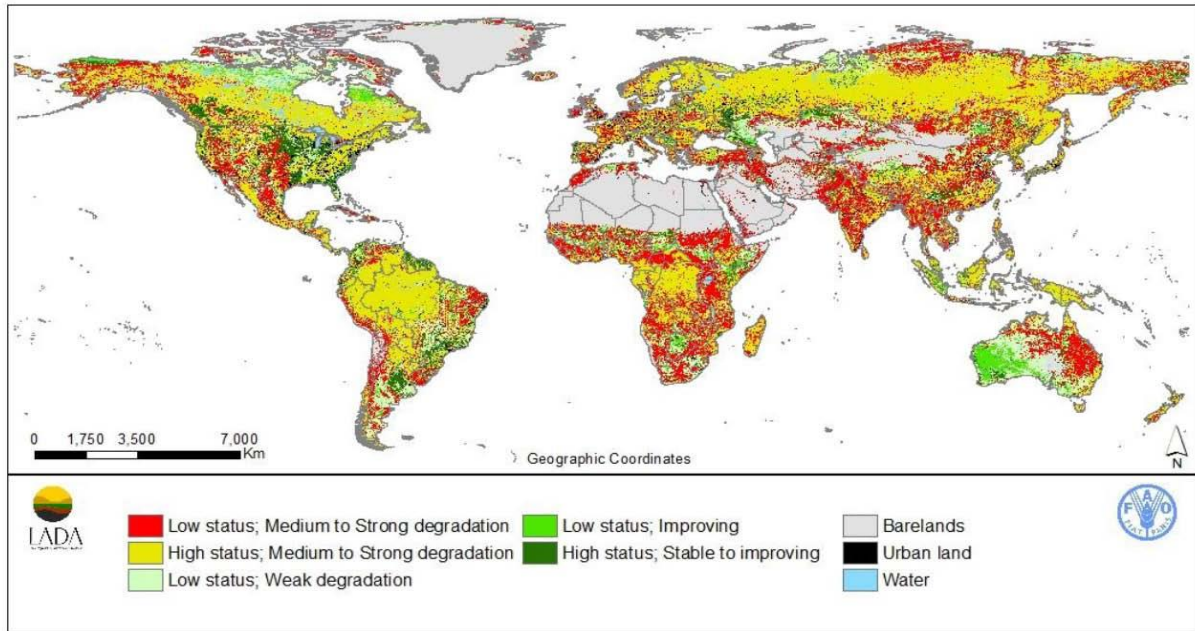 0 1,750 3,500 7,000
Km
Geographic Coordinates
N
LADA
Low status; Medium to Strong degradation
High status; Medium to Strong degradation
Low status; Weak degradation
Low status; Improving
High status; Stable to improving
Barelands
Urban land
Water
F A O
FIAT PANIS